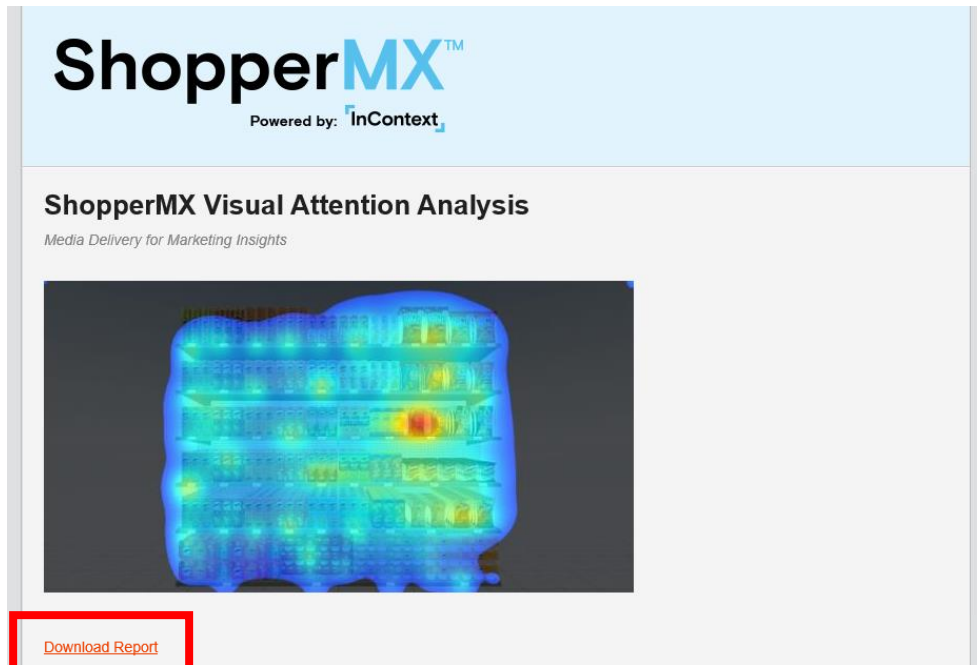 ShopperMX™
Powered by: InContext
ShopperMX Visual Attention Analysis
Media Delivery for Marketing Insights
Download Report